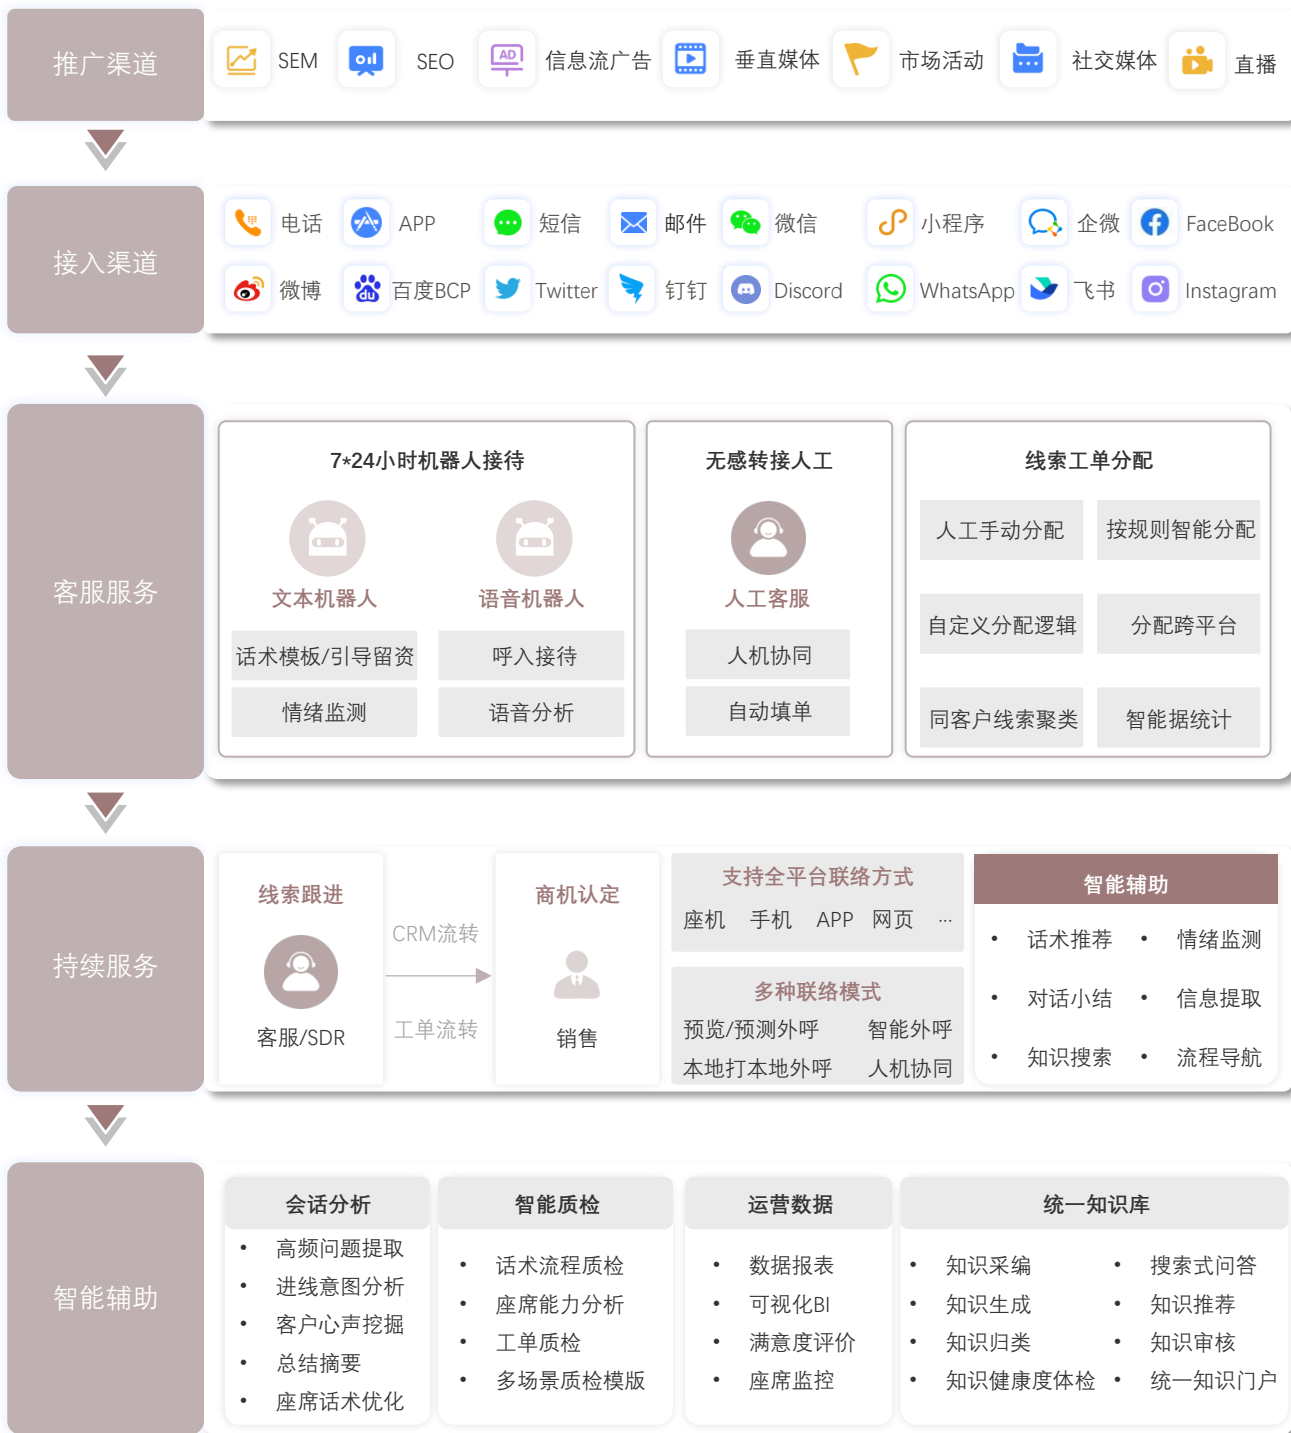 推广渠道
SEM
SEO
AD
信息流广告
垂直媒体
市场活动
社交媒体
直播
接入渠道
电话
APP
短信
邮件
微信
小程序
企微
FaceBook
微博
du
百度BCP
Twitter
钉钉
Discord
WhatsApp
飞书
Instagram
客服服务
7*24小时机器人接待
文本机器人
语音机器人
话术模板/引导留资
呼入接待
情绪监测
语音分析
无感转接人工
人工客服
人机协同
自动填单
线索工单分配
人工手动分配
按规则智能分配
自定义分配逻辑
分配跨平台
同客户线索聚类
智能据统计
持续服务
线索跟进
客服/SDR
CRM流转
工单流转
商机认定
销售
支持全平台联络方式
座机 手机 APP 网页 ...
多种联络模式
预览/预测外呼 智能外呼
本地打本地外呼 人机协同
智能辅助
• 话术推荐 • 情绪监测
• 对话小结 • 信息提取
• 知识搜索 • 流程导航
智能辅助
会话分析
• 高频问题提取
• 进线意图分析
• 客户心声挖掘
• 总结摘要
• 座席话术优化
智能质检
• 话术流程质检
• 座席能力分析
• 工单质检
• 多场景质检模版
运营数据
• 数据报表
• 可视化BI
• 满意度评价
• 座席监控
统一知识库
• 知识采编 • 搜索式问答
• 知识生成 • 知识推荐
• 知识归类 • 知识审核
• 知识健康度体检 • 统一知识门户